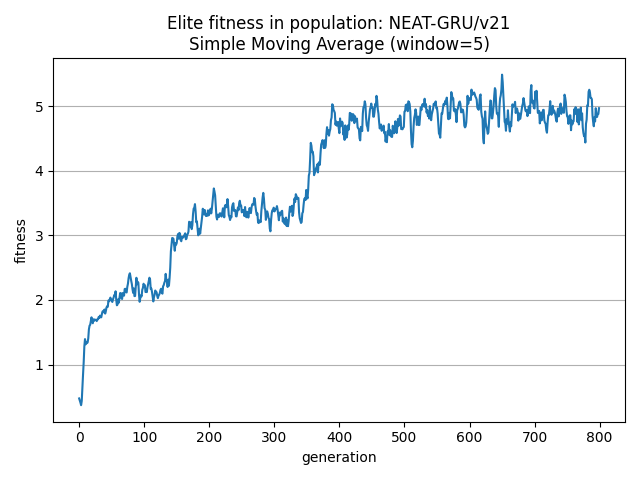 Elite fitness in population: NEAT-GRU/v21
Simple Moving Average (window=5)
fitness
5
4
3
2
1
0 100 200 300 400 500 600 700 800
generation